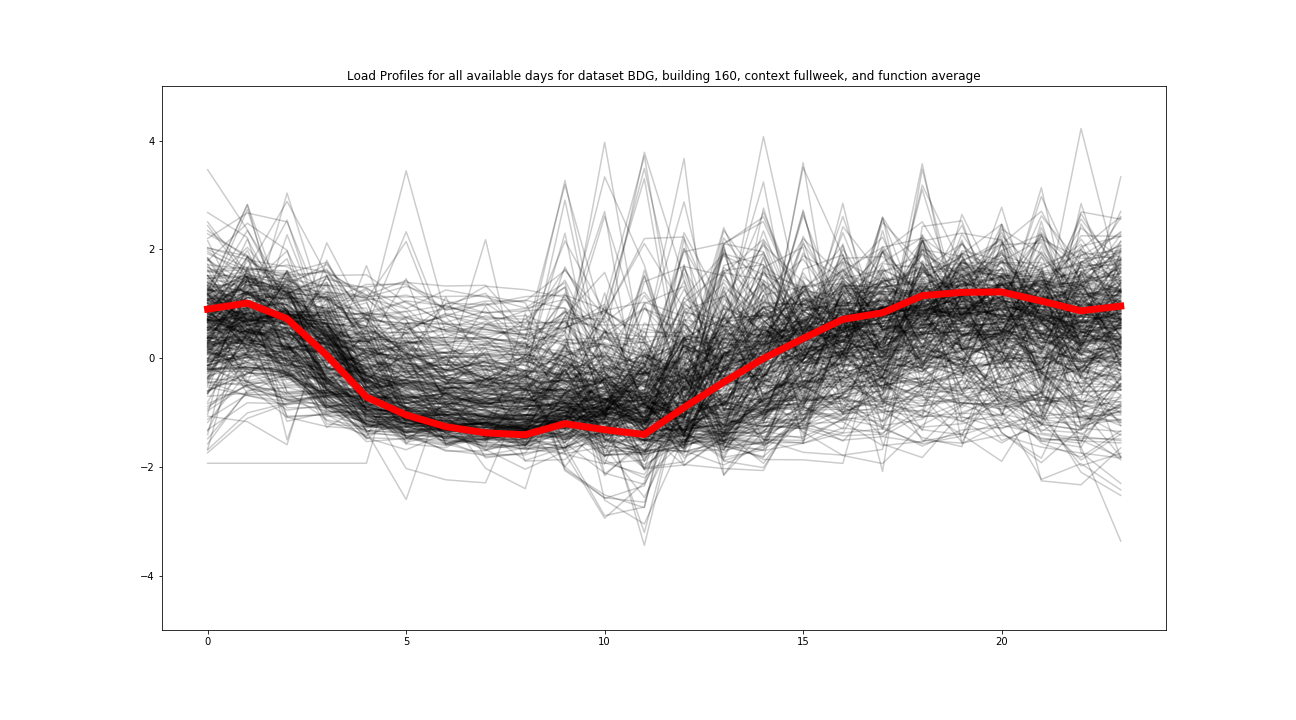 Load Profiles for all available days for dataset BDG, building 160, context fullweek, and function average
4
2
0
−2
−4
0 5 10 15 20